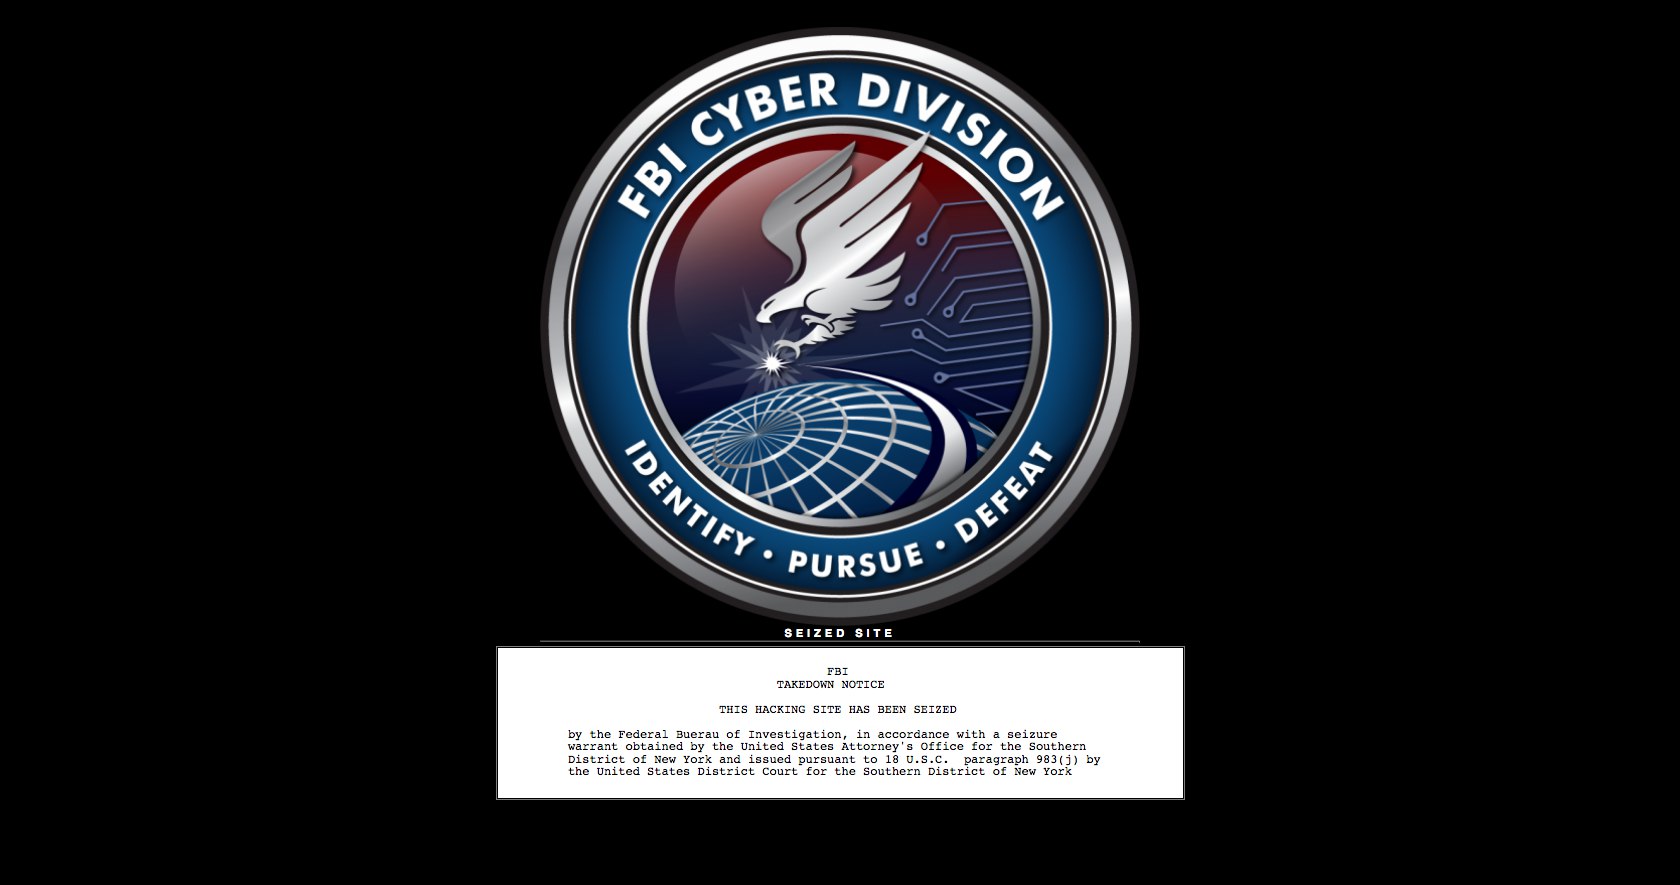 FBI CYBER DIVISION
IDENTIFY • PURSUE • DEFEAT
SEIZED SITE
FBI
TAKEDOWN NOTICE
THIS HACKING SITE HAS BEEN SEIZED
by the Federal Buerau of Investigation, in accordance with a seizure
warrant obtained by the United States Attorney's Office for the Southern
District of New York and issued pursuant to 18 U.S.C.  paragraph 983(j) by
the United States District Court for the Southern District of New York